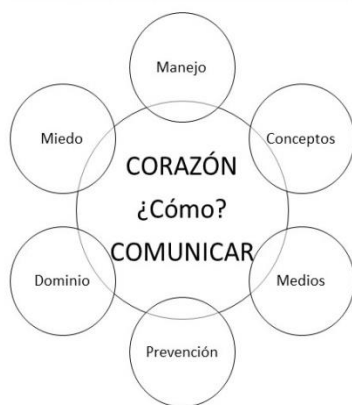 Manejo
Miedo
Conceptos
CORAZÓN
¿Cómo?
COMUNICAR
Dominio
Medios
Prevención